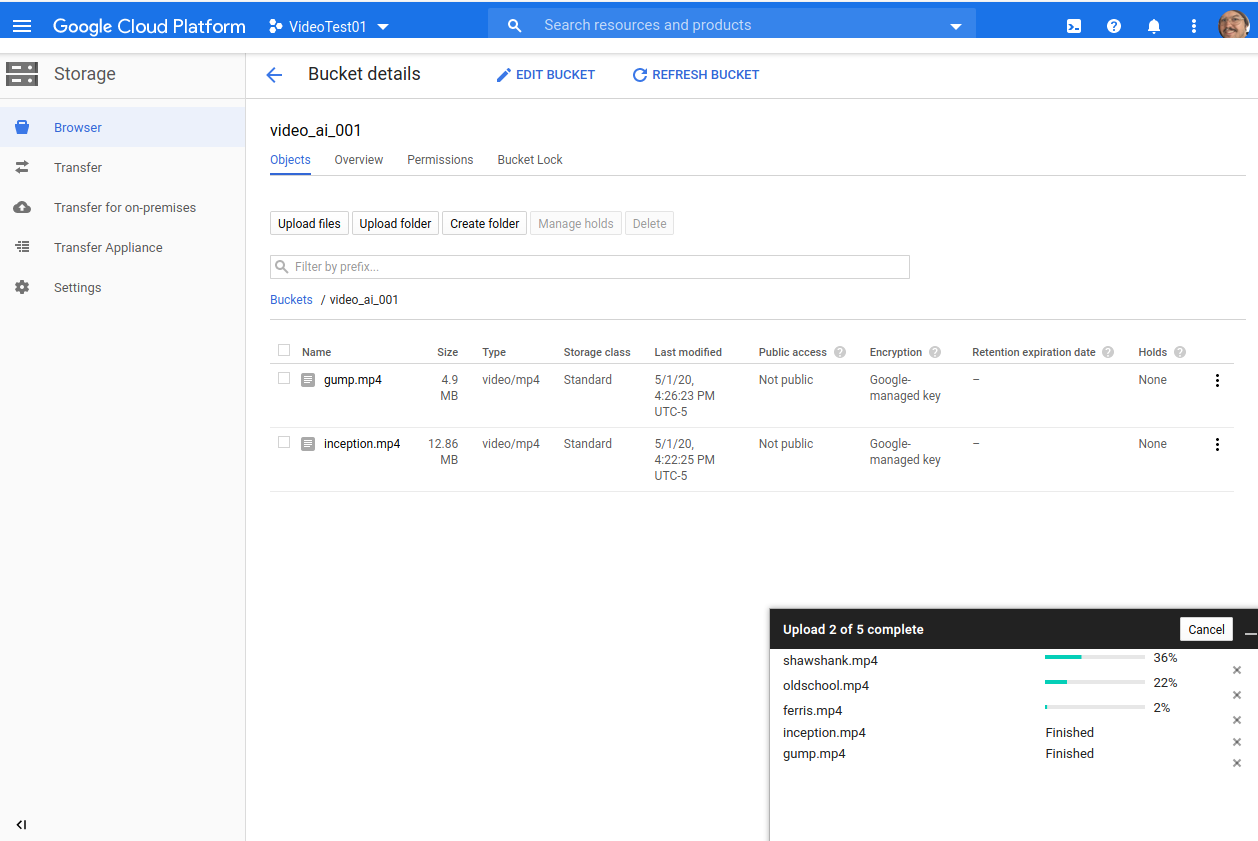 Google Cloud Platform VideoTest01 Search resources and products
Storage
Bucket details EDIT BUCKET REFRESH BUCKET
Browser
Transfer
Transfer for on-premises
Transfer Appliance
Settings
video_ai_001
Objects Overview Permissions Bucket Lock
Upload files Upload folder Create folder Manage holds Delete
Filter by prefix...
Buckets / video_ai_001
Name Size Type Storage class Last modified Public access Encryption Retention expiration date Holds
gump.mp4 4.9 video/mp4 Standard 5/1/20, Not public Google- – None
MB 4:26:23 PM managed key
UTC-5
inception.mp4 12.86 video/mp4 Standard 5/1/20, Not public Google- – None
MB 4:22:25 PM managed key
UTC-5
Upload 2 of 5 complete Cancel
shawshank.mp4 36%
oldschool.mp4 22%
ferris.mp4 2%
inception.mp4 Finished
gump.mp4 Finished